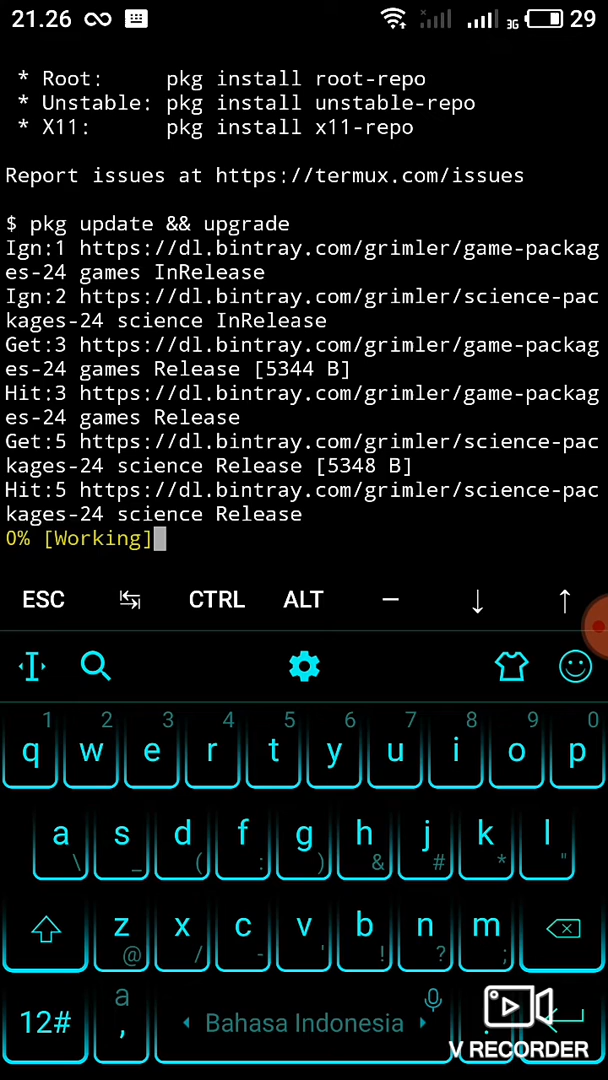 21.26 3G 29
* Root: pkg install root-repo
* Unstable: pkg install unstable-repo
* X11: pkg install x11-repo
Report issues at https://termux.com/issues
$ pkg update && upgrade
Ign:1 https://dl.bintray.com/grimler/game-packag
es-24 games InRelease
Ign:2 https://dl.bintray.com/grimler/science-pac
kages-24 science InRelease
Get:3 https://dl.bintray.com/grimler/game-packag
es-24 games Release [5344 B]
Hit:3 https://dl.bintray.com/grimler/game-packag
es-24 games Release
Get:5 https://dl.bintray.com/grimler/science-pac
kages-24 science Release [5348 B]
Hit:5 https://dl.bintray.com/grimler/science-pac
kages-24 science Release
0% [Working]
ESC ↹ CTRL ALT — ↓ ↑
1 2 3 4 5 6 7 8 9 0
q w e r t y u i o p
a s d f g h j k l
\ _ ( : ) & # * "
z x c v b n m
@ / - ' ! ? ;
12# a , Bahasa Indonesia .
V RECORDER